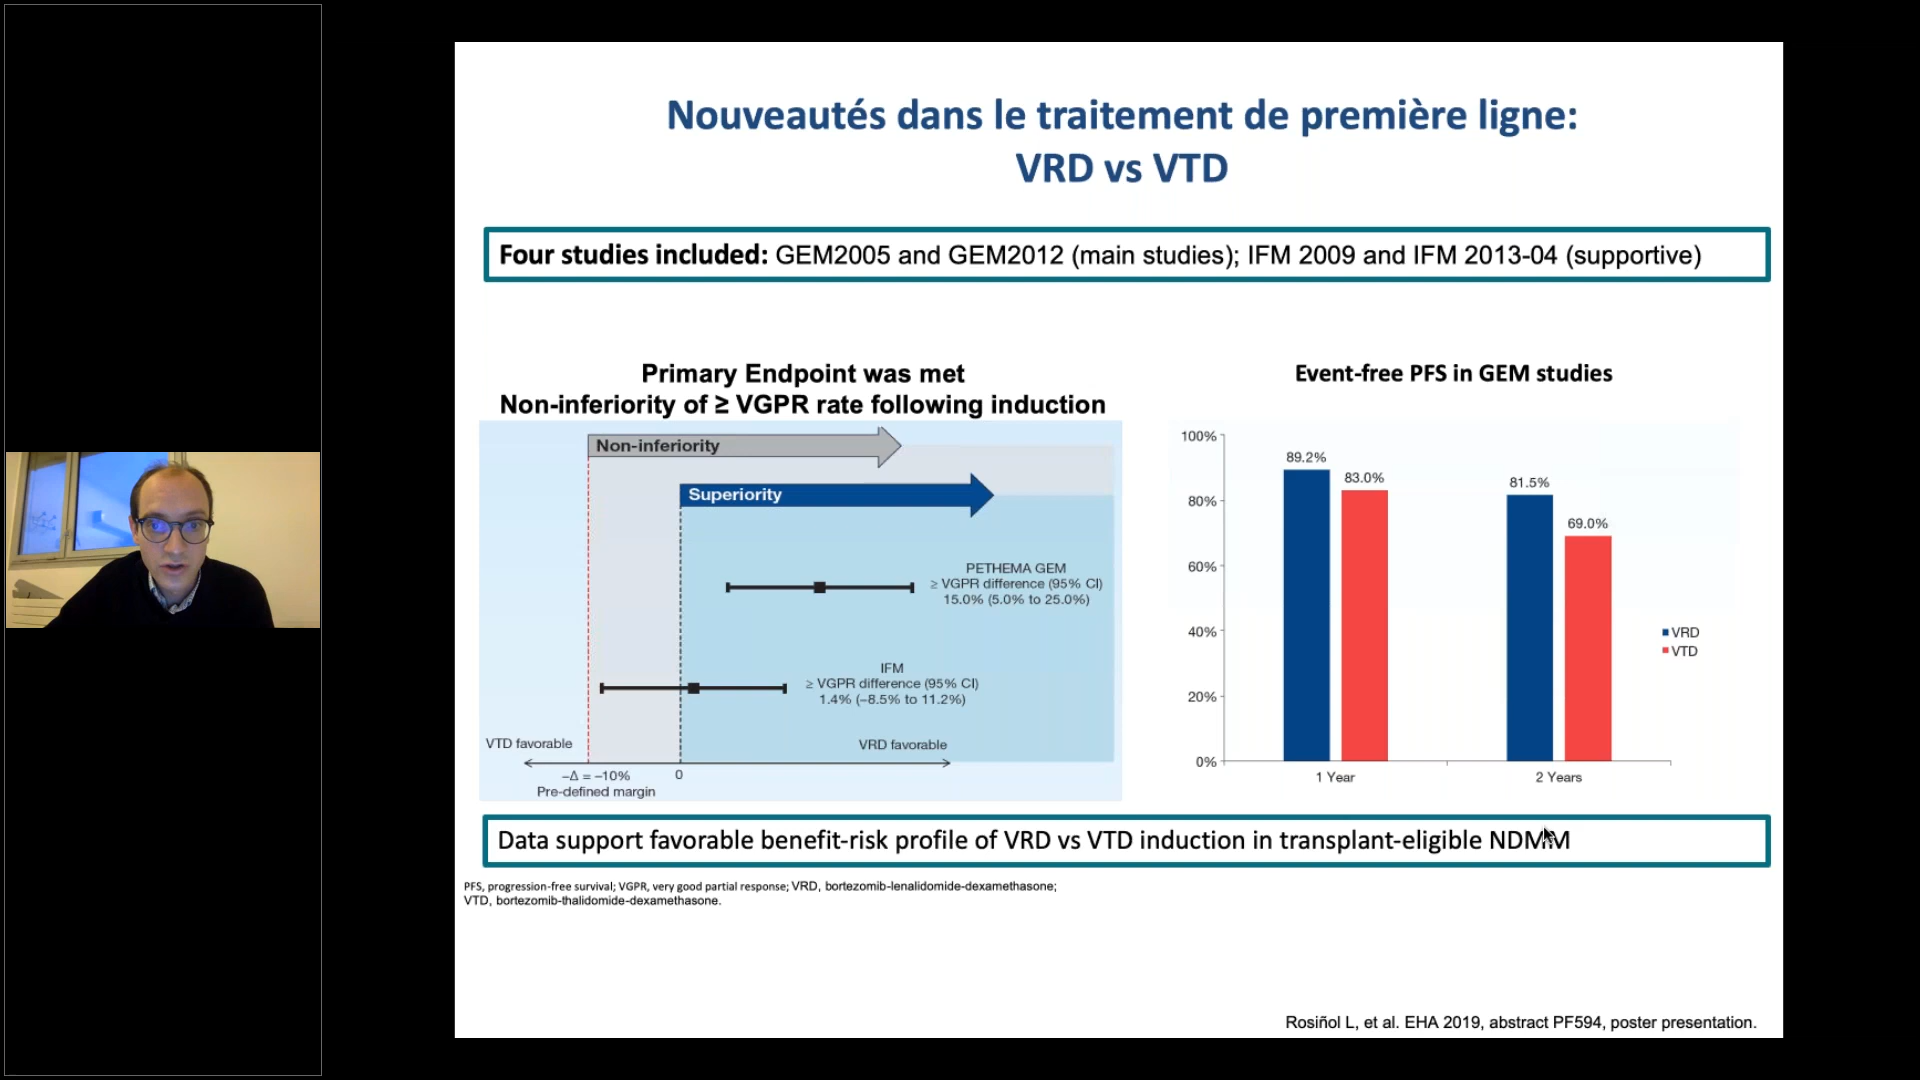 Nouveautés dans le traitement de première ligne:
VRD vs VTD
Four studies included: GEM2005 and GEM2012 (main studies); IFM 2009 and IFM 2013-04 (supportive)
Primary Endpoint was met
Non-inferiority of ≥ VGPR rate following induction
Non-inferiority
Superiority
PETHEMA GEM
≥ VGPR difference (95% CI)
15.0% (5.0% to 25.0%)
IFM
≥ VGPR difference (95% CI)
1.4% (−8.5% to 11.2%)
VTD favorable
VRD favorable
−Δ = −10%
0
Pre-defined margin
Event-free PFS in GEM studies
100%
80%
60%
40%
20%
0%
89.2%
83.0%
81.5%
69.0%
1 Year
2 Years
VRD
VTD
Data support favorable benefit-risk profile of VRD vs VTD induction in transplant-eligible NDMM
PFS, progression-free survival; VGPR, very good partial response; VRD, bortezomib-lenalidomide-dexamethasone;
VTD, bortezomib-thalidomide-dexamethasone.
Rosiñol L, et al. EHA 2019, abstract PF594, poster presentation.